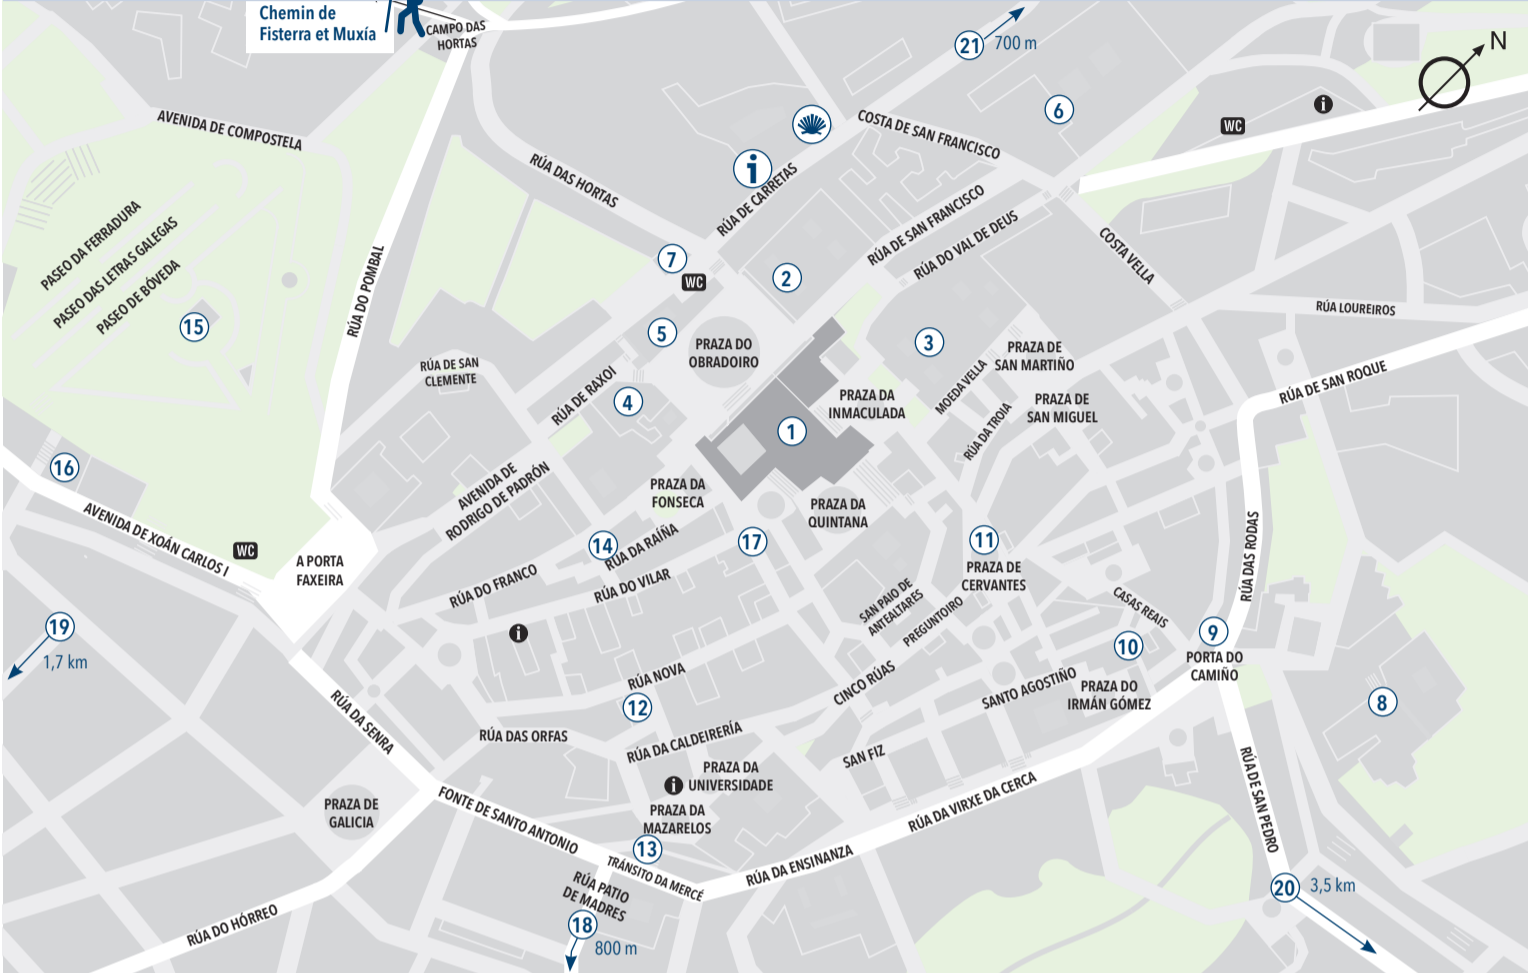 Chemin de
Fisterra et Muxía
CAMPO DAS
HORTAS
21
700 m
N
AVENIDA DE COMPOSTELA
6
i
WC
COSTA DE SAN FRANCISCO
i
RÚA DAS HORTAS
RÚA DE CARRETAS
PASEO DA FERRADURA
PASEO DAS LETRAS GALEGAS
PASEO DE BÓVEDA
15
RÚA DO POMBAL
7
WC
2
RÚA DE SAN FRANCISCO
RÚA DO VAL DE DEUS
COSTA VELLA
RÚA LOUREIROS
5
PRAZA DO
OBRADOIRO
3
PRAZA DE
SAN MARTIÑO
RÚA DE SAN
CLEMENTE
RÚA DE RAXOI
4
PRAZA DA
INMACULADA
MOEDA VELLA
RÚA DA TROIA
PRAZA DE
SAN MIGUEL
RÚA DE SAN ROQUE
1
16
AVENIDA DE
RODRIGO DE PADRÓN
PRAZA DA
FONSECA
PRAZA DA
QUINTANA
AVENIDA DE XOÁN CARLOS I
WC
A PORTA
FAXEIRA
14
RÚA DA RAÍÑA
17
11
PRAZA DE
CERVANTES
RÚA DAS RODAS
RÚA DO FRANCO
RÚA DO VILAR
SAN PAIO DE
ANTEALTARES
PREGUNTOIRO
CASAS REAIS
19
1,7 km
i
10
9
PORTA DO
CAMIÑO
RÚA NOVA
CINCO RÚAS
SANTO AGOSTIÑO
PRAZA DO
IRMÁN GÓMEZ
8
12
RÚA DA SENRA
RÚA DAS ORFAS
RÚA DA CALDEIRERÍA
SAN FIZ
i
PRAZA DA
UNIVERSIDADE
RÚA DA VIRXE DA CERCA
RÚA DE SAN PEDRO
PRAZA DE
GALICIA
FONTE DE SANTO ANTONIO
PRAZA DA
MAZARELOS
13
TRÁNSITO DA MERCÉ
RÚA DA ENSINANZA
RÚA PATIO
DE MADRES
20
3,5 km
RÚA DO HÓRREO
18
800 m